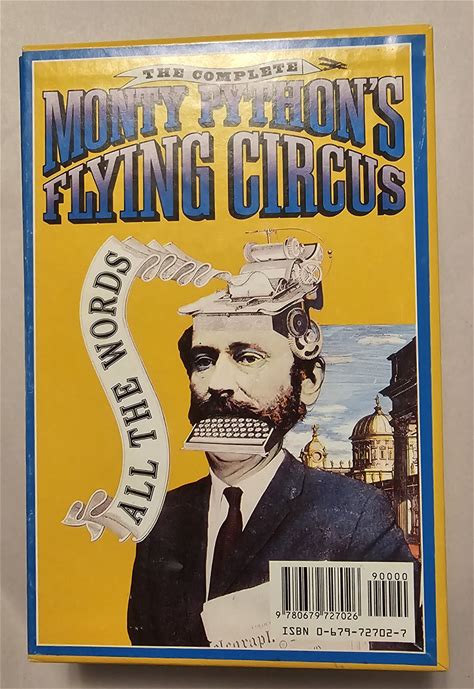 THE COMPLETE
MONTY PYTHON'S
FLYING CIRCUS
ALL THE WORDS
90000
9 780679 727026
ISBN 0-679-72702-7